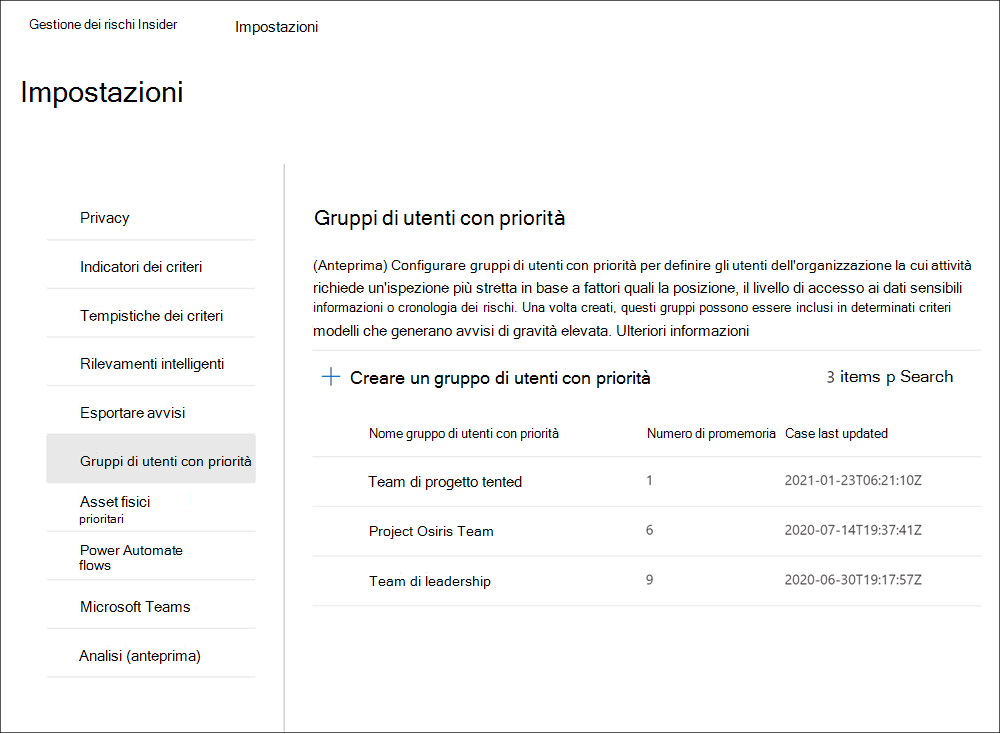 Gestione dei rischi Insider Impostazioni
Impostazioni
Privacy
Indicatori dei criteri
Tempistiche dei criteri
Rilevamenti intelligenti
Esportare avvisi
Gruppi di utenti con priorità
Asset fisici
prioritari
Power Automate
flows
Microsoft Teams
Analisi (anteprima)
Gruppi di utenti con priorità
(Anteprima) Configurare gruppi di utenti con priorità per definire gli utenti dell'organizzazione la cui attività
richiede un'ispezione più stretta in base a fattori quali la posizione, il livello di accesso ai dati sensibili
informazioni o cronologia dei rischi. Una volta creati, questi gruppi possono essere inclusi in determinati criteri
modelli che generano avvisi di gravità elevata. Ulteriori informazioni
Creare un gruppo di utenti con priorità 3 items p Search
Nome gruppo di utenti con priorità Numero di promemoria Case last updated
Team di progetto tented 1 2021-01-23T06:21:10Z
Project Osiris Team 6 2020-07-14T19:37:41Z
Team di leadership 9 2020-06-30T19:17:57Z